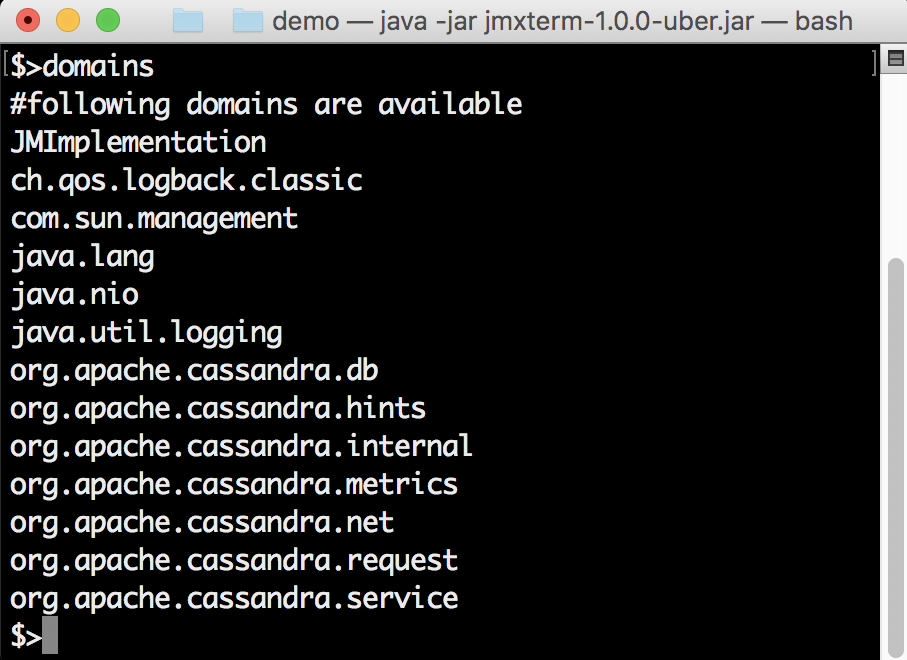 demo — java -jar jmxterm-1.0.0-uber.jar — bash
$>domains
#following domains are available
JMImplementation
ch.qos.logback.classic
com.sun.management
java.lang
java.nio
java.util.logging
org.apache.cassandra.db
org.apache.cassandra.hints
org.apache.cassandra.internal
org.apache.cassandra.metrics
org.apache.cassandra.net
org.apache.cassandra.request
org.apache.cassandra.service
$>